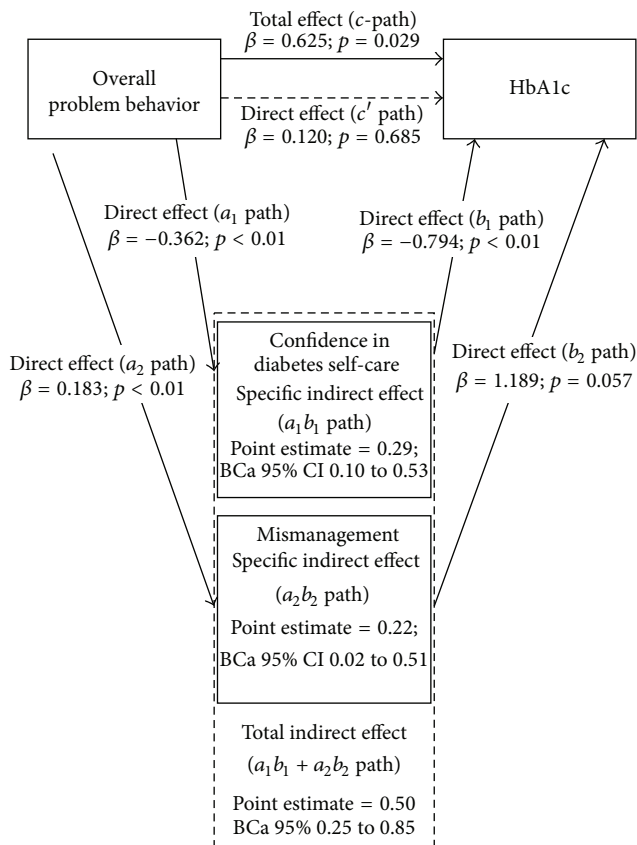 Total effect (c-path)
β = 0.625; p = 0.029
Overall
problem behavior
HbA1c
Direct effect (c′ path)
β = 0.120; p = 0.685
Direct effect (a₁ path)
β = −0.362; p < 0.01
Direct effect (b₁ path)
β = −0.794; p < 0.01
Direct effect (a₂ path)
β = 0.183; p < 0.01
Direct effect (b₂ path)
β = 1.189; p = 0.057
Confidence in
diabetes self-care
Specific indirect effect
(a₁b₁ path)
Point estimate = 0.29;
BCa 95% CI 0.10 to 0.53
Mismanagement
Specific indirect effect
(a₂b₂ path)
Point estimate = 0.22;
BCa 95% CI 0.02 to 0.51
Total indirect effect
(a₁b₁ + a₂b₂ path)
Point estimate = 0.50
BCa 95% 0.25 to 0.85